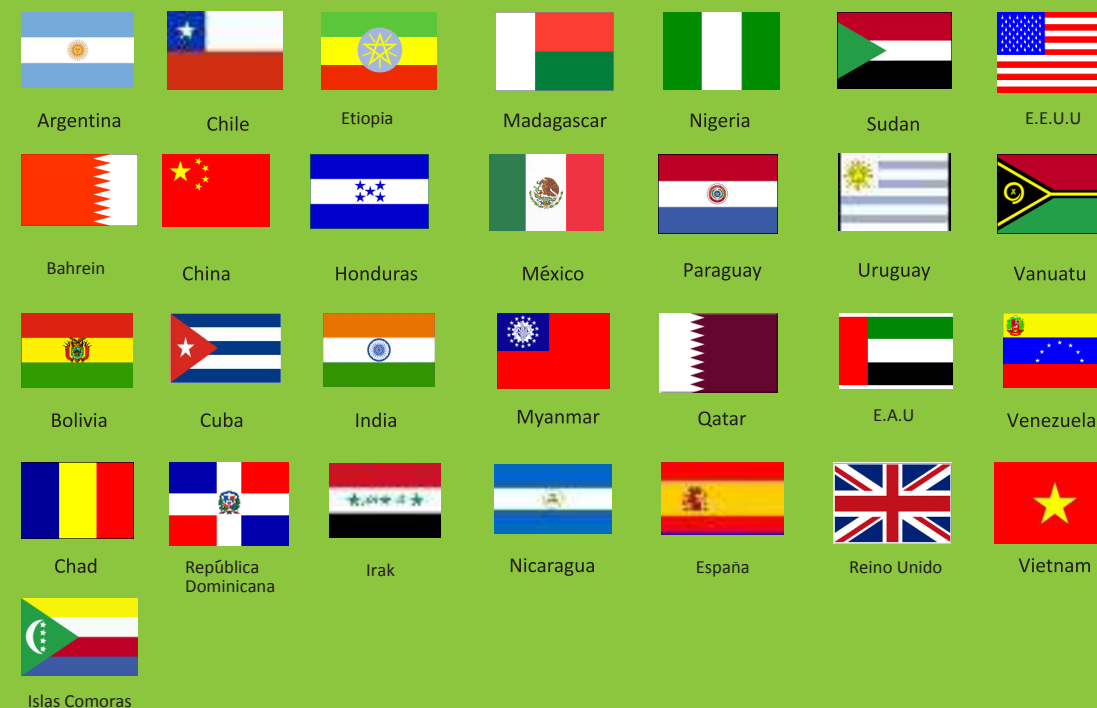 Argentina
Chile
Etiopia
Madagascar
Nigeria
Sudan
E.E.U.U
Bahrein
China
Honduras
México
Paraguay
Uruguay
Vanuatu
Bolivia
Cuba
India
Myanmar
Qatar
E.A.U
Venezuela
Chad
República
Dominicana
Irak
Nicaragua
España
Reino Unido
Vietnam
Islas Comoras